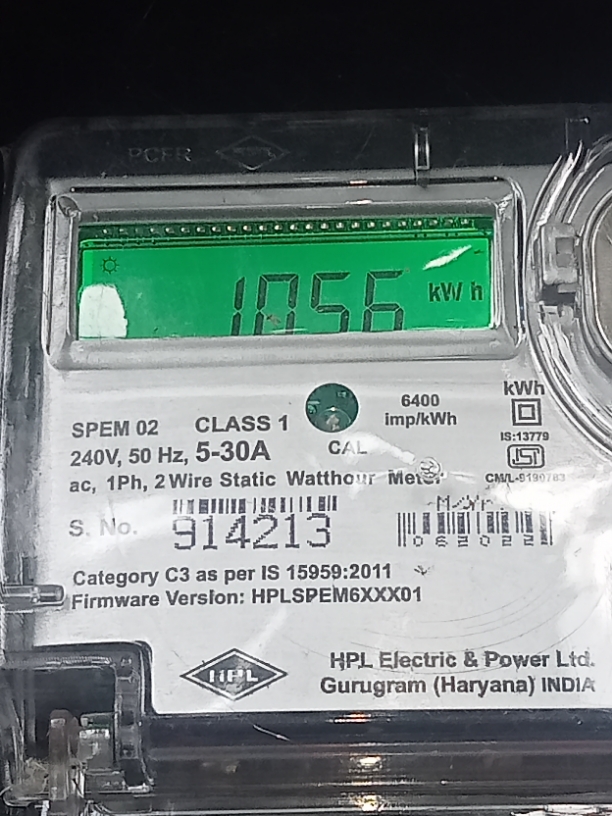 1056 kW h
SPEM 02 CLASS 1
6400
imp/kWh
kWh
IS:13779
240V, 50 Hz, 5-30A
CAL
ac, 1Ph, 2 Wire Static Watthour Meter
CM/L-9190783
S. No. 914213
M/Yr.
062022
Category C3 as per IS 15959:2011
Firmware Version: HPLSPEM6XXX01
HPL
HPL Electric & Power Ltd.
Gurugram (Haryana) INDIA